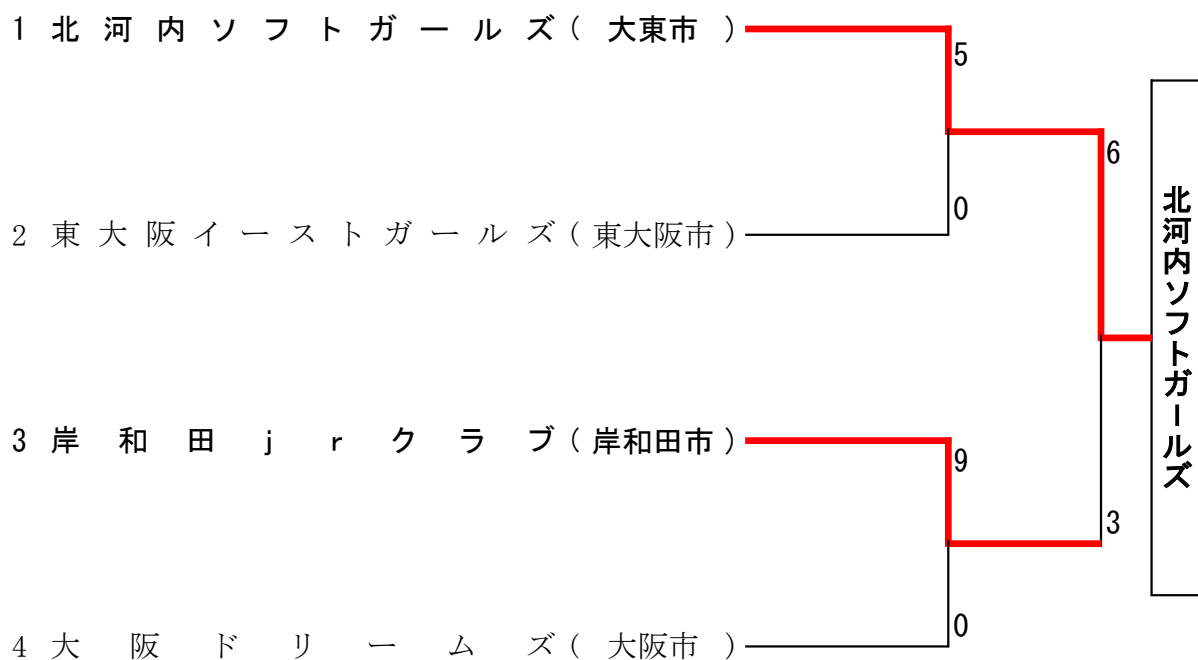 1 北河内ソフトガールズ(大東市)
5
6
0
2 東大阪イーストガールズ(東大阪市)
北河内ソフトガールズ
3 岸和田jrクラブ(岸和田市)
9
3
0
4 大阪ドリームズ(大阪市)